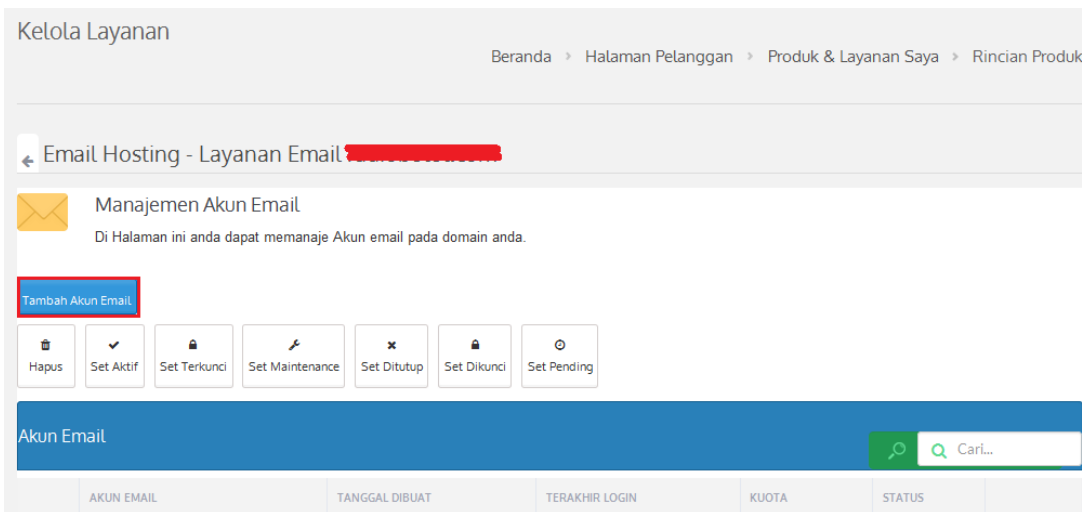 Kelola Layanan
Beranda > Halaman Pelanggan > Produk & Layanan Saya > Rincian Produk
Email Hosting - Layanan Email
Manajemen Akun Email
Di Halaman ini anda dapat memanaje Akun email pada domain anda.
Tambah Akun Email
Hapus Set Aktif Set Terkunci Set Maintenance Set Ditutup Set Dikunci Set Pending
Akun Email
Cari...
AKUN EMAIL TANGGAL DIBUAT TERAKHIR LOGIN KUOTA STATUS